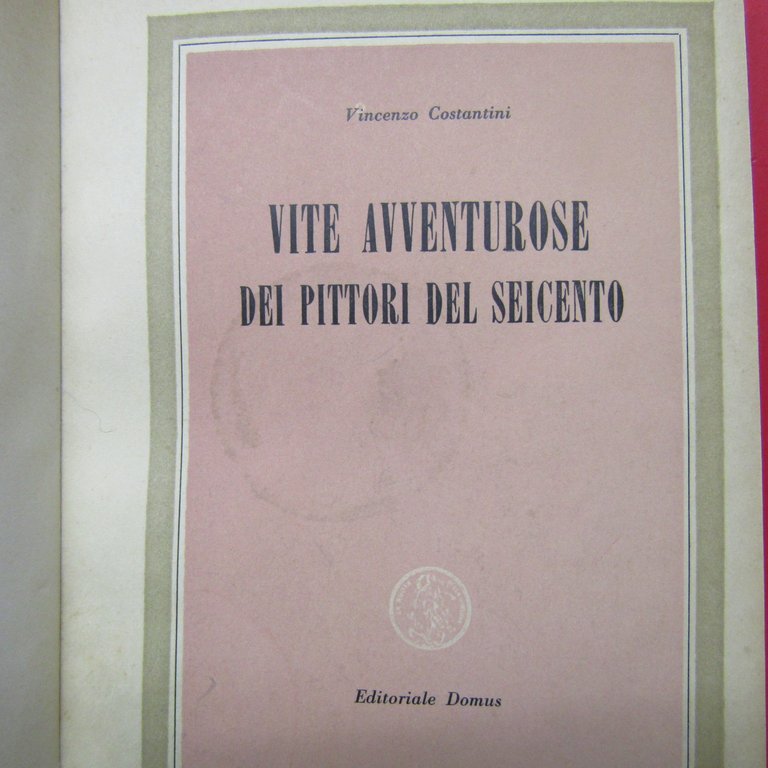 Vincenzo Costantini
VITE AVVENTUROSE
DEI PITTORI DEL SEICENTO
Editoriale Domus